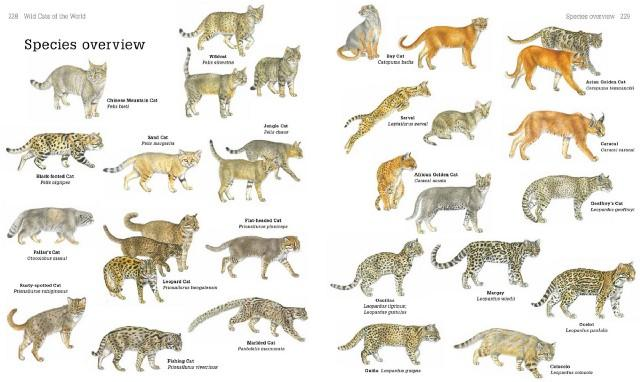 228 Wild Cats of the World
Species overview
Wildcat
Felis silvestris
Chinese Mountain Cat
Felis bieti
Jungle Cat
Felis chaus
Sand Cat
Felis margarita
Black-footed Cat
Felis nigripes
Flat-headed Cat
Prionailurus planiceps
Pallas's Cat
Otocolobus manul
Leopard Cat
Prionailurus bengalensis
Rusty-spotted Cat
Prionailurus rubiginosus
Marbled Cat
Pardofelis marmorata
Fishing Cat
Prionailurus viverrinus
Species overview 229
Bay Cat
Catopuma badia
Asian Golden Cat
Catopuma temminckii
Serval
Leptailurus serval
Caracal
Caracal caracal
African Golden Cat
Caracal aurata
Geoffroy's Cat
Leopardus geoffroyi
Oncillas
Leopardus tigrinus;
Leopardus guttulus
Margay
Leopardus wiedii
Ocelot
Leopardus pardalis
Guiña Leopardus guigna
Colocolo
Leopardus colocolo